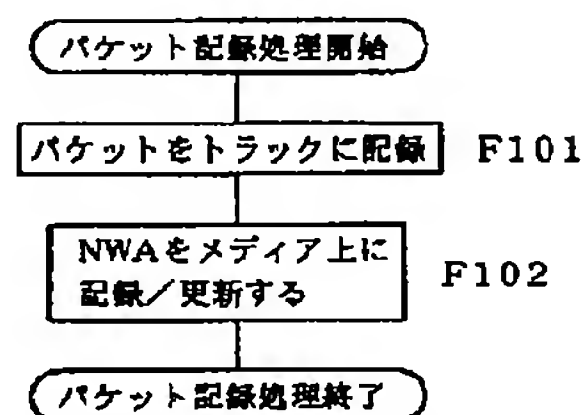 パケット記録処理開始
パケットをトラックに記録 F101
NWAをメディア上に
記録／更新する F102
パケット記録処理終了